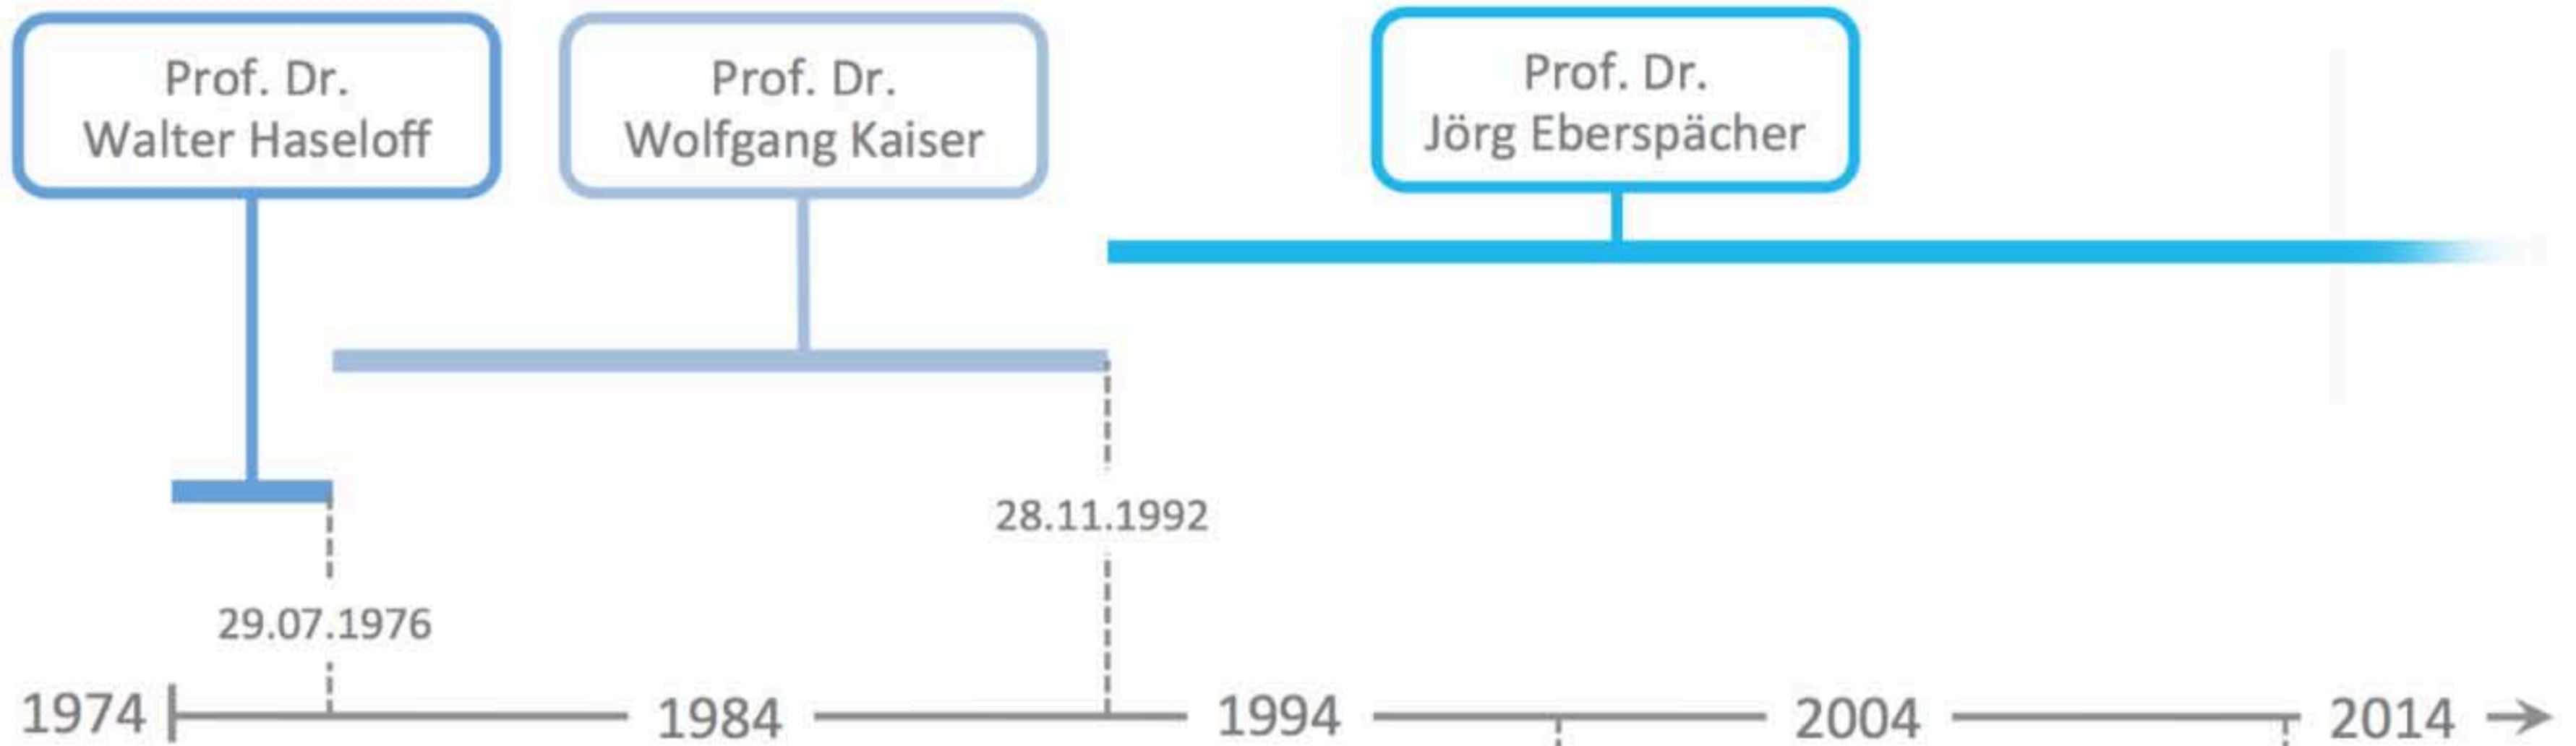 Prof. Dr.
Walter Haseloff
Prof. Dr.
Wolfgang Kaiser
Prof. Dr.
Jörg Eberspächer
28.11.1992
29.07.1976
1974
1984
1994
2004
2014